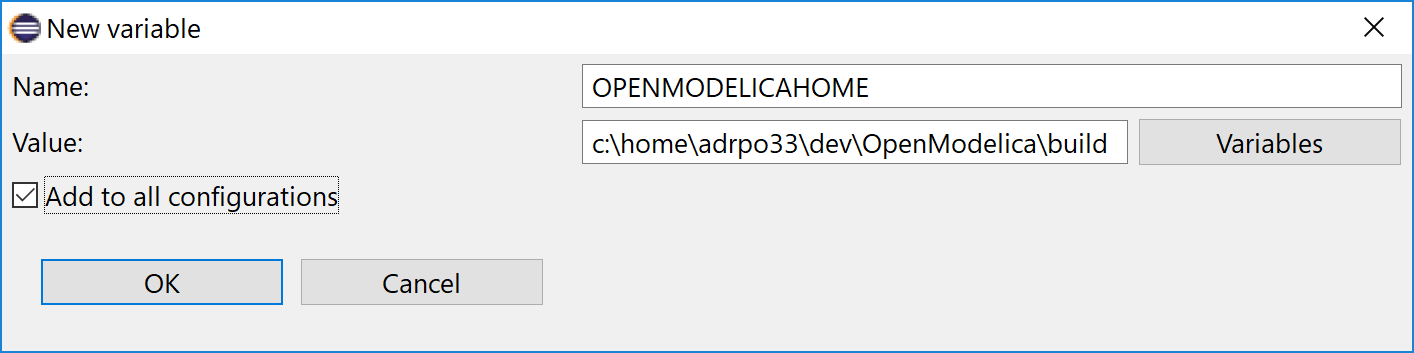 New variable
Name:
OPENMODELICAHOME
Value:
c:\home\adrpo33\dev\OpenModelica\build
Variables
Add to all configurations
OK
Cancel